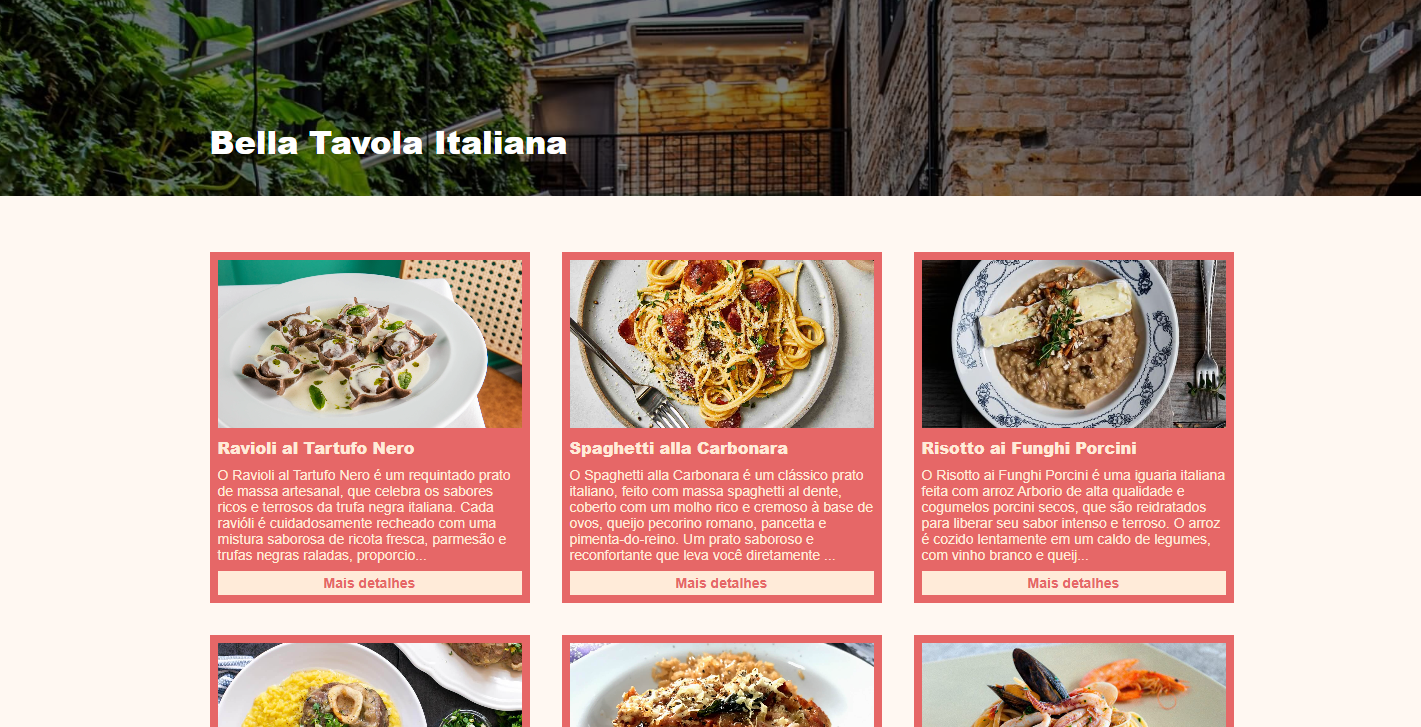 Bella Tavola Italiana
Ravioli al Tartufo Nero
O Ravioli al Tartufo Nero é um requintado prato
de massa artesanal, que celebra os sabores
ricos e terrosos da trufa negra italiana. Cada
ravióli é cuidadosamente recheado com uma
mistura saborosa de ricota fresca, parmesão e
trufas negras raladas, proporcio...
Mais detalhes
Spaghetti alla Carbonara
O Spaghetti alla Carbonara é um clássico prato
italiano, feito com massa spaghetti al dente,
coberto com um molho rico e cremoso à base de
ovos, queijo pecorino romano, pancetta e
pimenta-do-reino. Um prato saboroso e
reconfortante que leva você diretamente ...
Mais detalhes
Risotto ai Funghi Porcini
O Risotto ai Funghi Porcini é uma iguaria italiana
feita com arroz Arborio de alta qualidade e
cogumelos porcini secos, que são reidratados
para liberar seu sabor intenso e terroso. O arroz
é cozido lentamente em um caldo de legumes,
com vinho branco e queij...
Mais detalhes